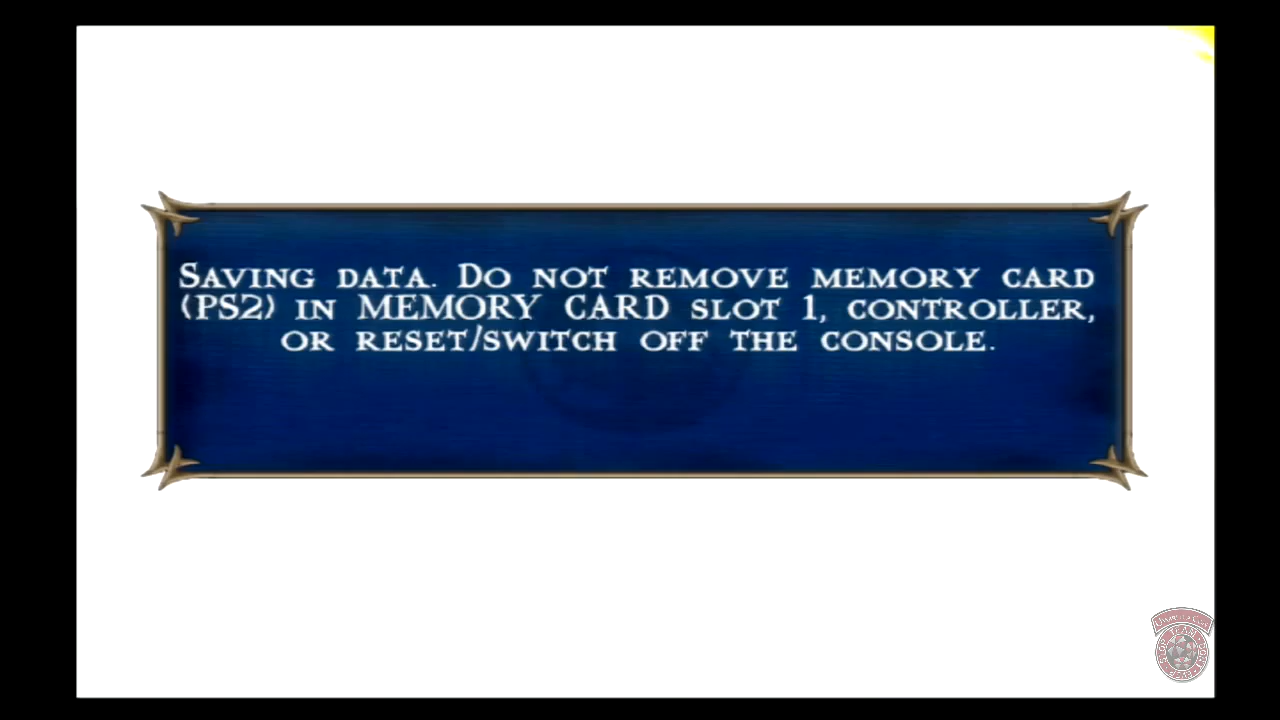 Saving data. Do not remove memory card
(PS2) in MEMORY CARD slot 1, controller,
or reset/switch off the console.